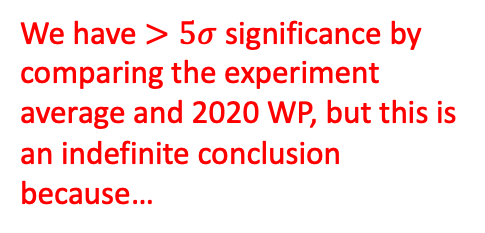 We have > 5σ significance by
comparing the experiment
average and 2020 WP, but this is
an indefinite conclusion
because...